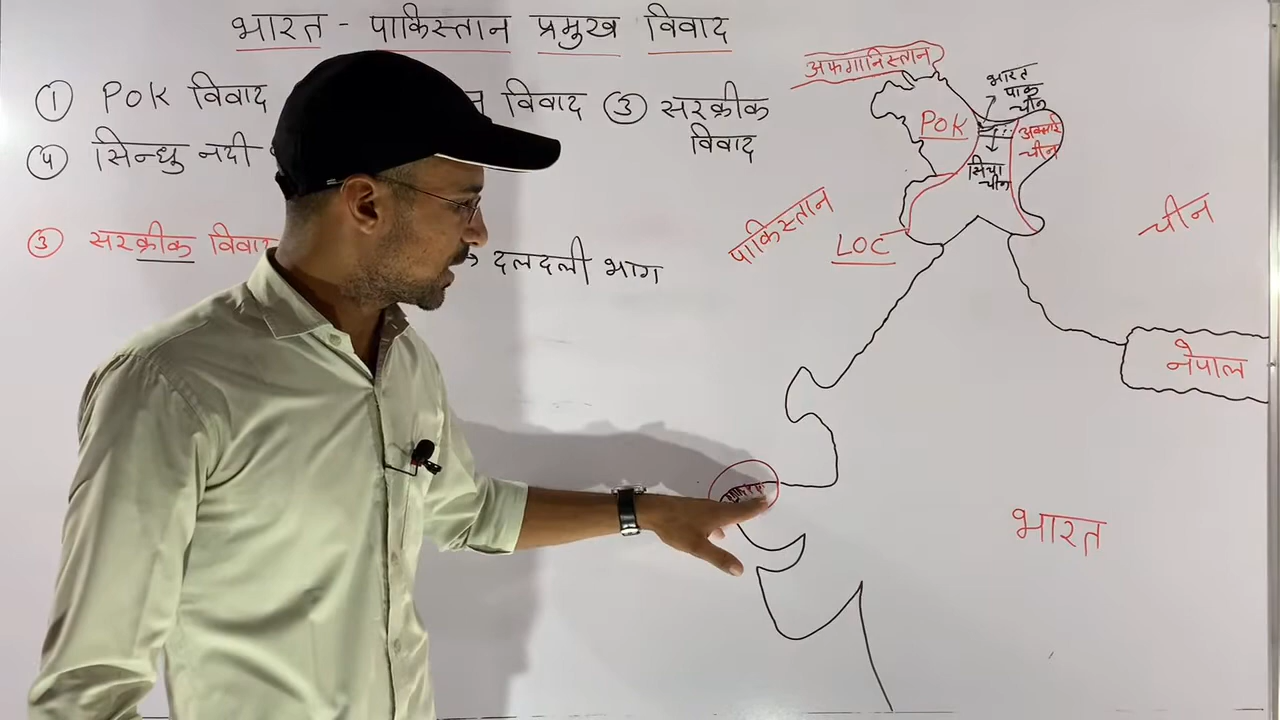 भारत - पाकिस्तान प्रमुख विवाद
① POK विवाद
विवाद ③ सरक्रीक
विवाद
④ सिन्धु नदी
③ सरक्रीक विवाद
→ दलदली भाग
अफगानिस्तान
भारत
पाक
चीन
POK
अक्साई
चीन
सियाचीन
पाकिस्तान
LOC
चीन
नेपाल
भारत